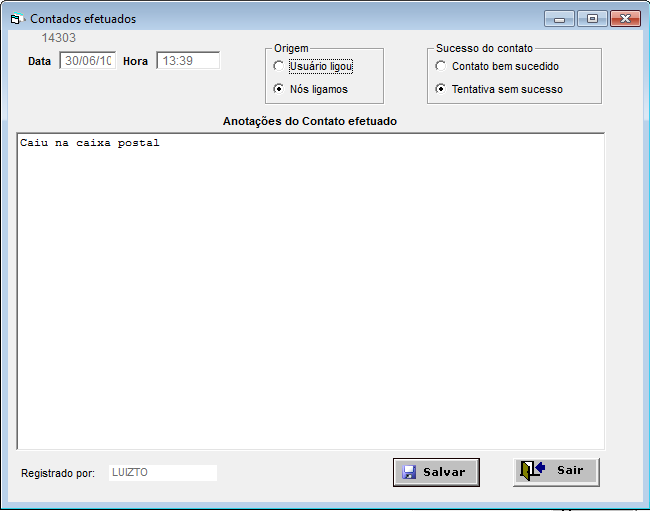 Contados efetuados
14303
Data 30/06/10 Hora 13:39
Origem
Usuário ligou
Nós ligamos
Sucesso do contato
Contato bem sucedido
Tentativa sem sucesso
Anotações do Contato efetuado
Caiu na caixa postal
Registrado por: LUIZTO
Salvar
Sair